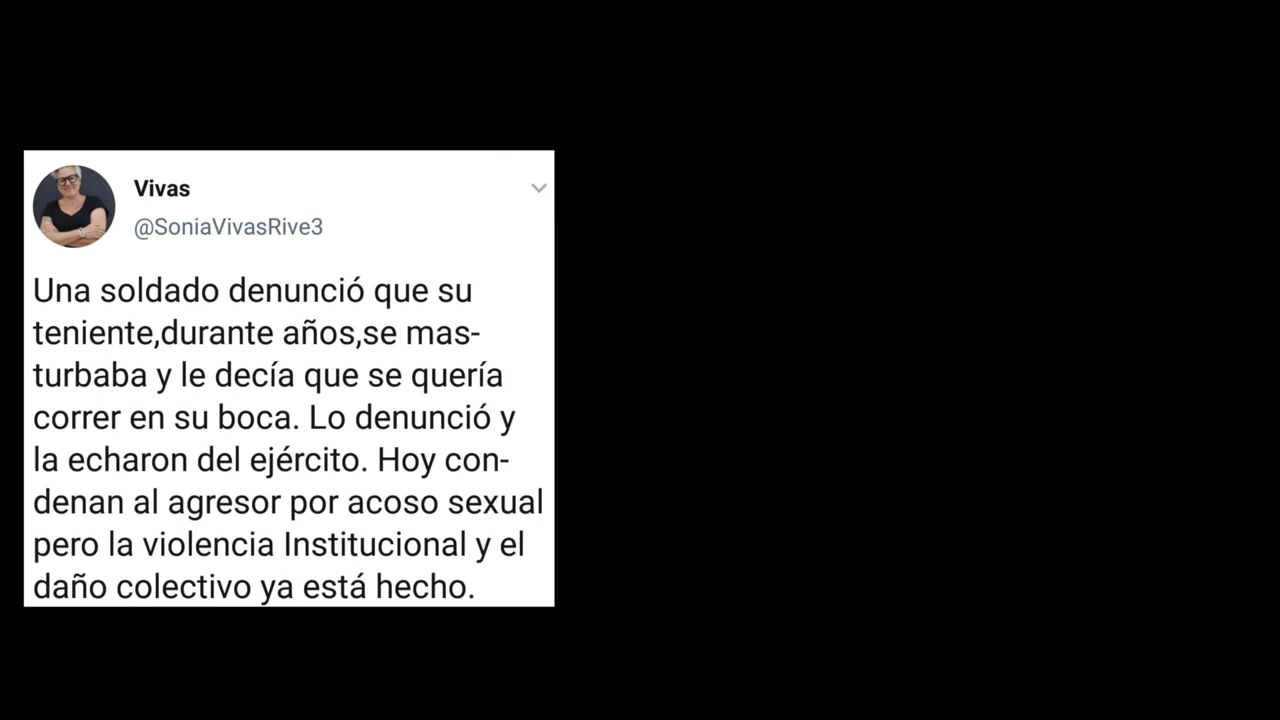 Vivas
@SoniaVivasRive3
Una soldado denunció que su
teniente,durante años,se mas-
turbaba y le decía que se quería
correr en su boca. Lo denunció y
la echaron del ejército. Hoy con-
denan al agresor por acoso sexual
pero la violencia Institucional y el
daño colectivo ya está hecho.